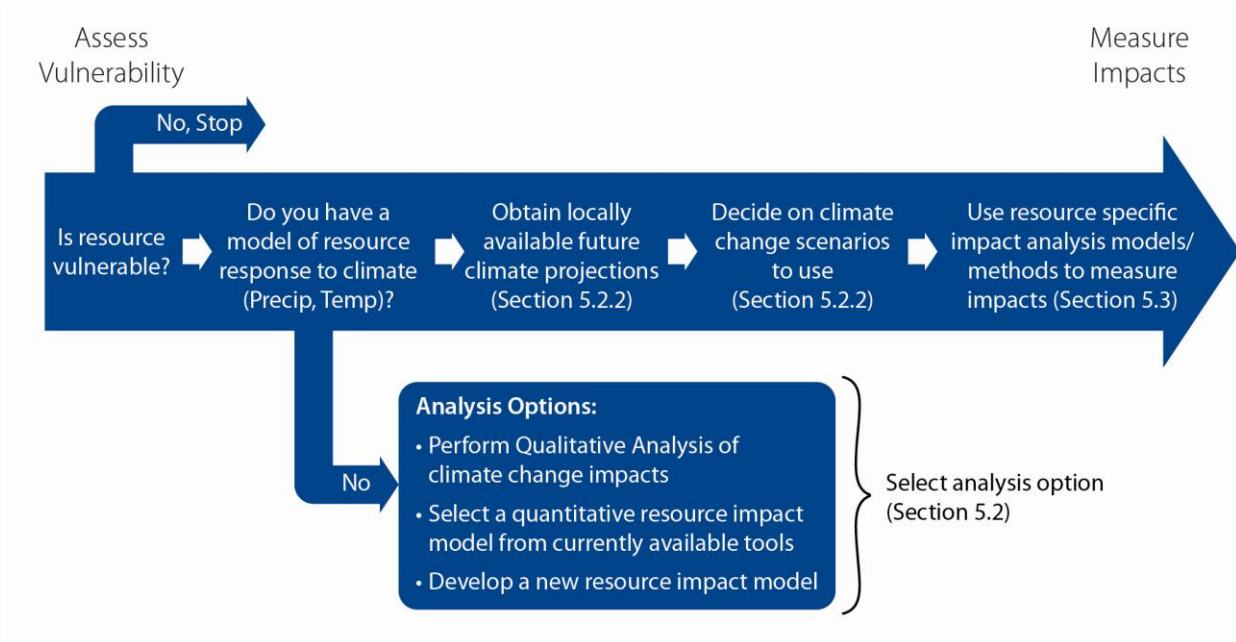 Assess
Vulnerability
Measure
Impacts
No, Stop
Is resource
vulnerable?
Do you have a
model of resource
response to climate
(Precip, Temp)?
Obtain locally
available future
climate projections
(Section 5.2.2)
Decide on climate
change scenarios
to use
(Section 5.2.2)
Use resource specific
impact analysis models/
methods to measure
impacts (Section 5.3)
No
Analysis Options:
• Perform Qualitative Analysis of
climate change impacts
• Select a quantitative resource impact
model from currently available tools
• Develop a new resource impact model
Select analysis option
(Section 5.2)